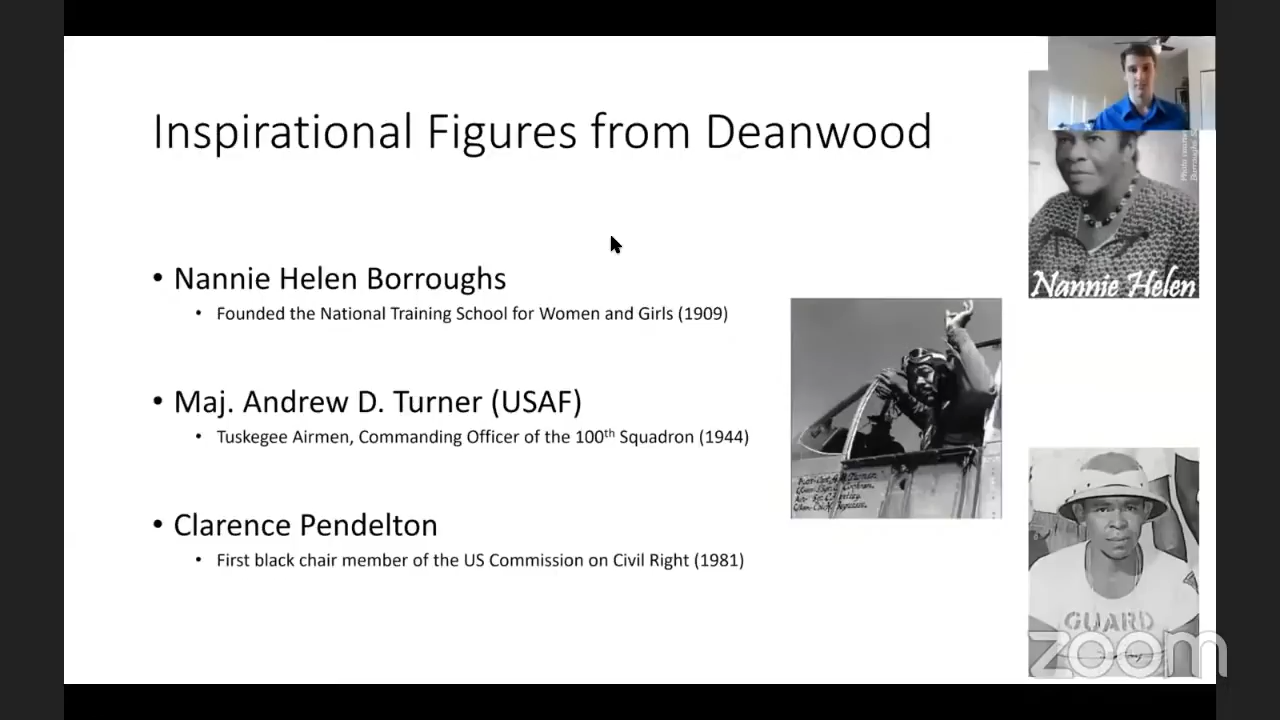 Inspirational Figures from Deanwood
• Nannie Helen Borroughs
• Founded the National Training School for Women and Girls (1909)
• Maj. Andrew D. Turner (USAF)
• Tuskegee Airmen, Commanding Officer of the 100th Squadron (1944)
• Clarence Pendelton
• First black chair member of the US Commission on Civil Right (1981)
Nannie Helen
GUARD
zoom